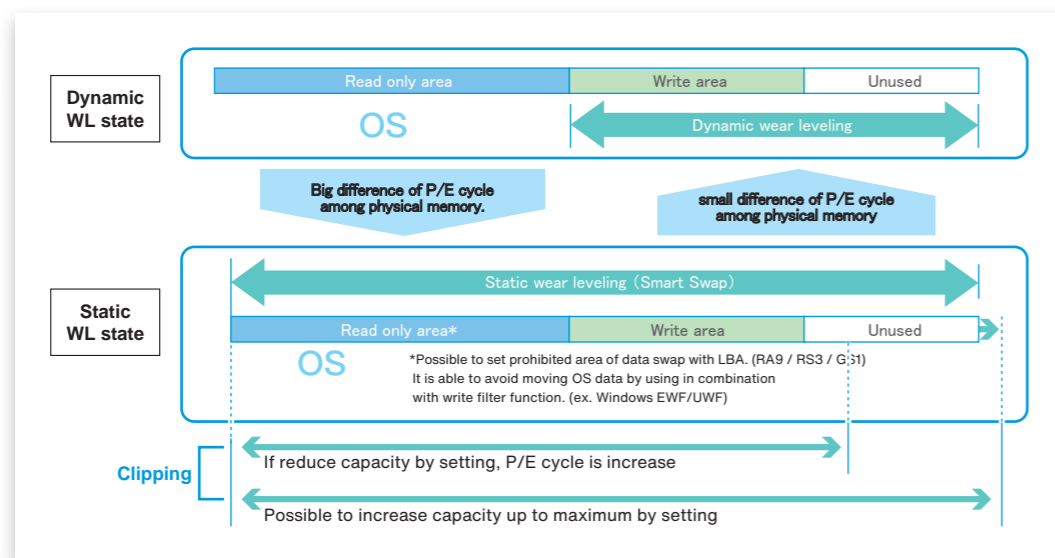 Dynamic
WL state
Read only area
Write area
Unused
OS
Dynamic wear leveling
Big difference of P/E cycle
among physical memory.
small difference of P/E cycle
among physical memory
Static
WL state
Static wear leveling (Smart Swap)
Read only area*
Write area
Unused
OS
*Possible to set prohibited area of data swap with LBA. (RA9 / RS3 / GS1)
It is able to avoid moving OS data by using in combination
with write filter function. (ex. Windows EWF/UWF)
Clipping
If reduce capacity by setting, P/E cycle is increase
Possible to increase capacity up to maximum by setting